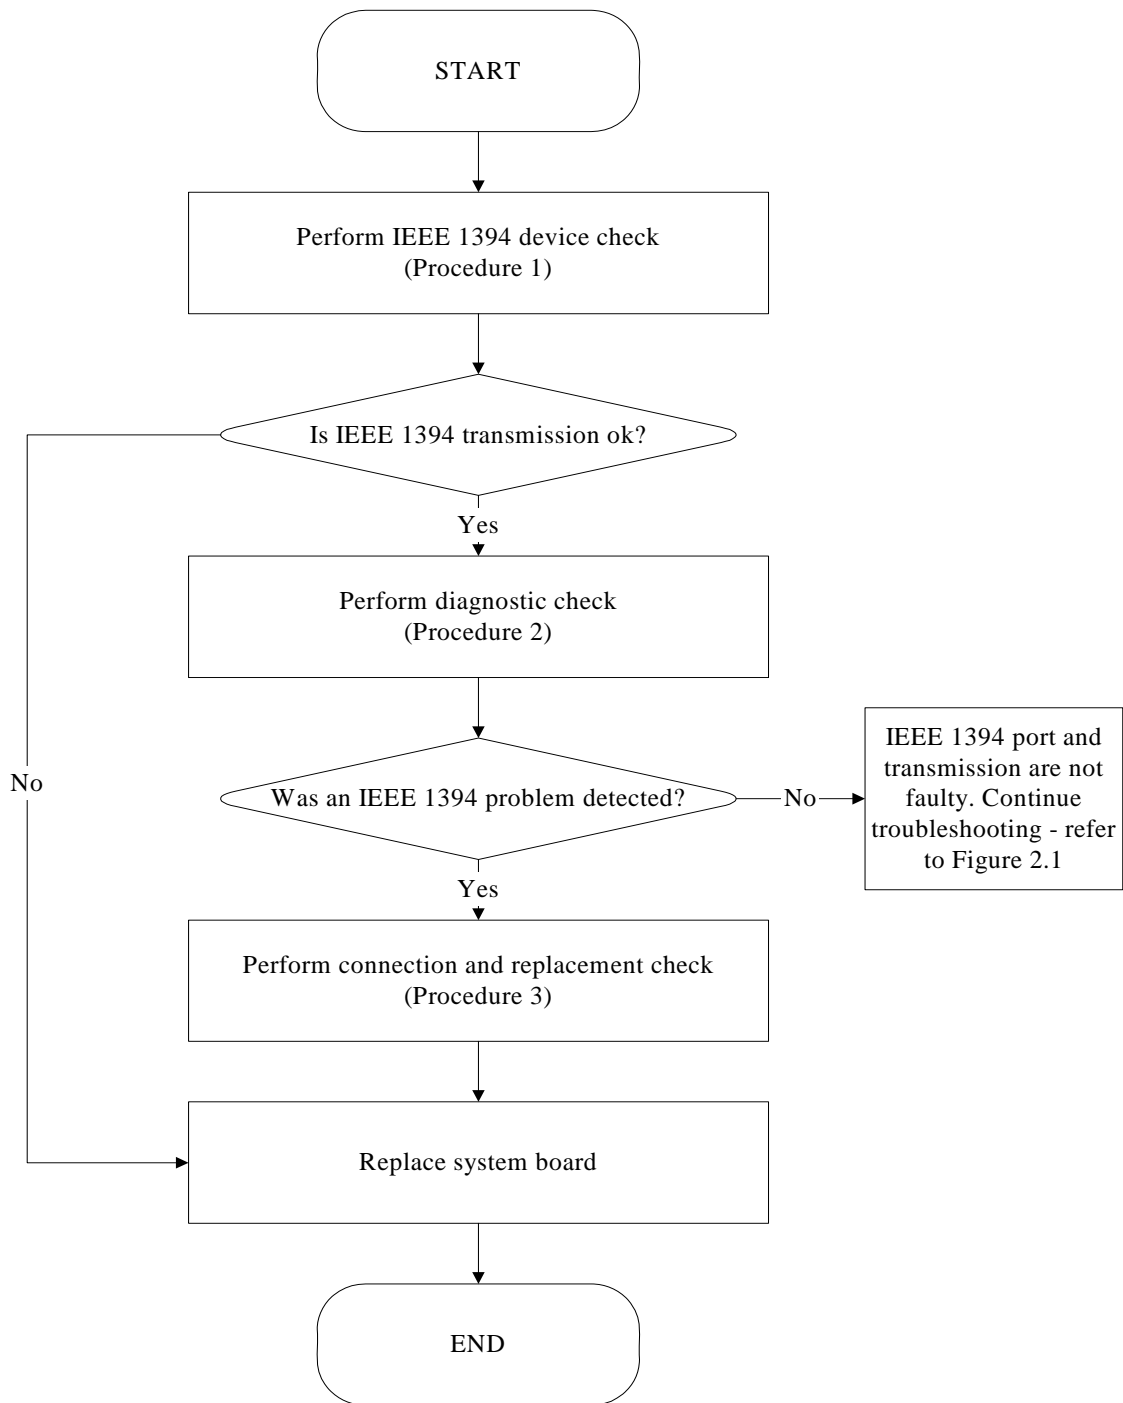 START
Perform IEEE 1394 device check
(Procedure 1)
Is IEEE 1394 transmission ok?
Yes
Perform diagnostic check
(Procedure 2)
No
Was an IEEE 1394 problem detected?
No
IEEE 1394 port and
transmission are not
faulty. Continue
troubleshooting - refer
to Figure 2.1
Yes
Perform connection and replacement check
(Procedure 3)
Replace system board
END